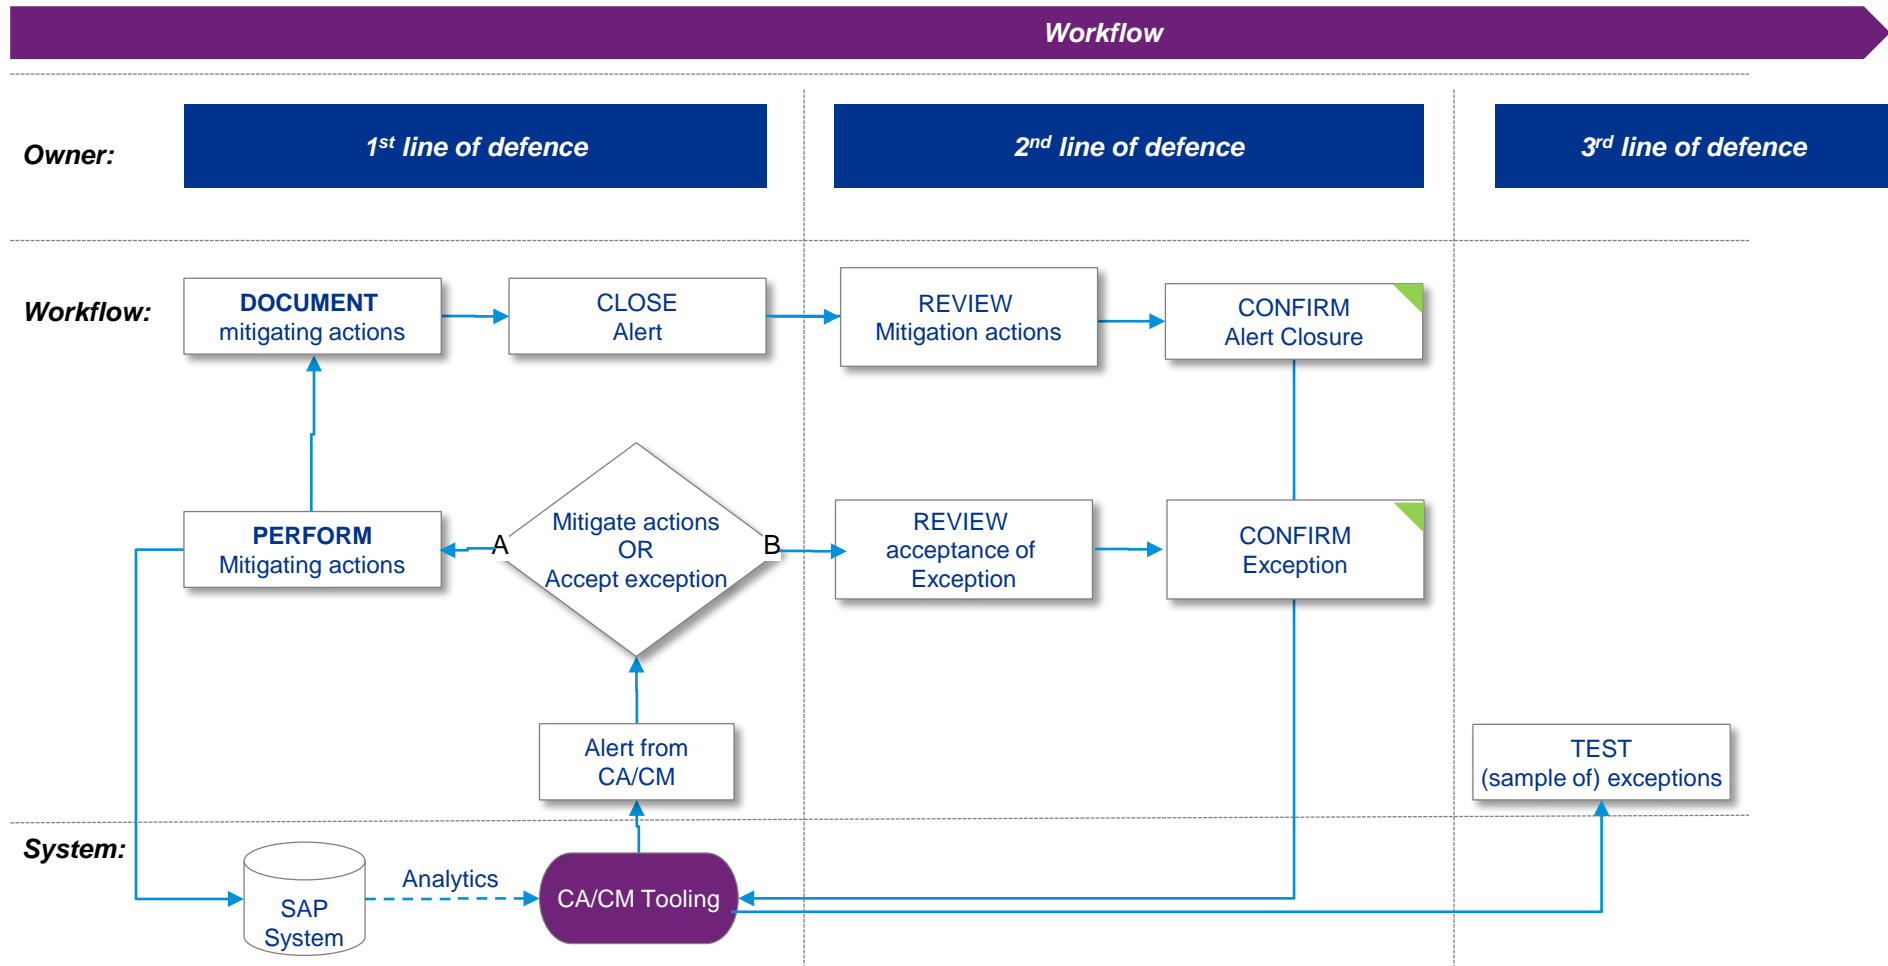 Workflow
Owner:
1st line of defence
2nd line of defence
3rd line of defence
Workflow:
DOCUMENT
mitigating actions
CLOSE
Alert
REVIEW
Mitigation actions
CONFIRM
Alert Closure
PERFORM
Mitigating actions
A
Mitigate actions
OR
Accept exception
B
REVIEW
acceptance of
Exception
CONFIRM
Exception
Alert from
CA/CM
TEST
(sample of) exceptions
System:
SAP
System
Analytics
CA/CM Tooling